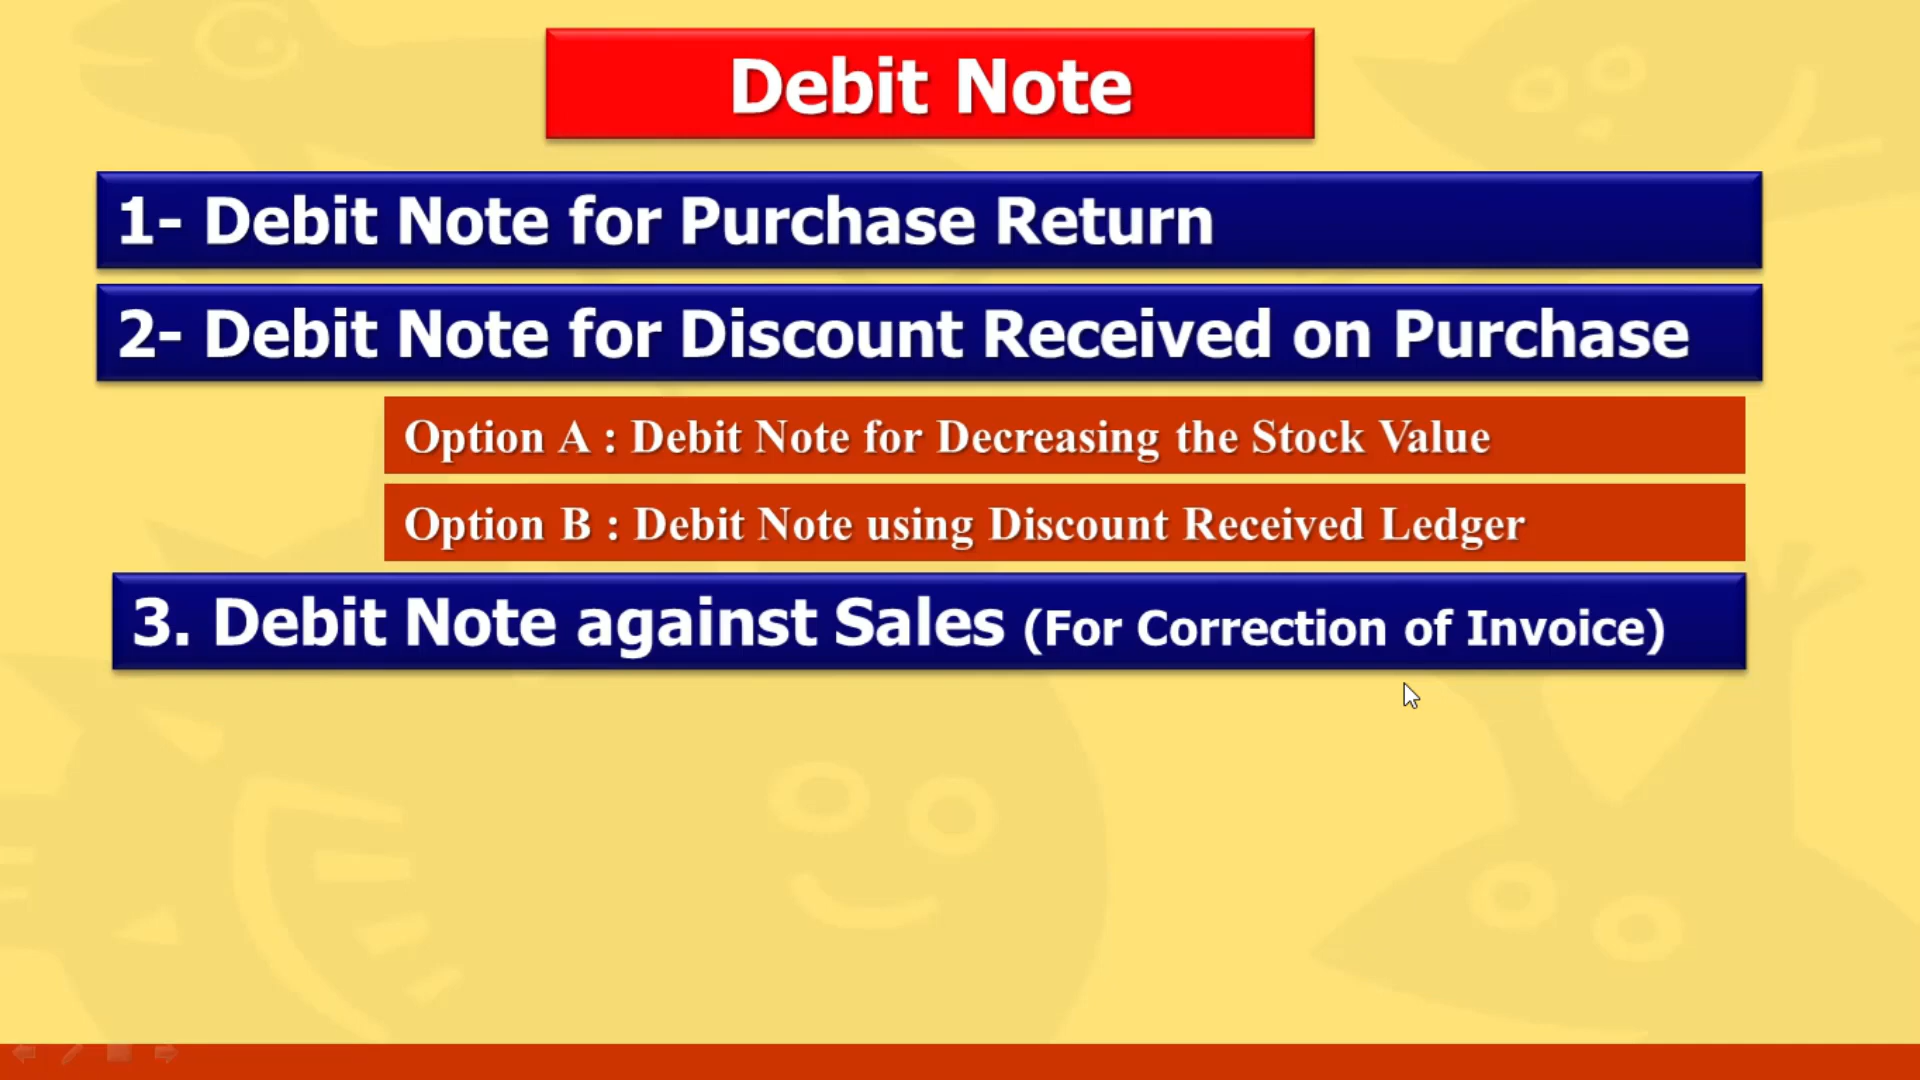 Debit Note
1- Debit Note for Purchase Return
2- Debit Note for Discount Received on Purchase
Option A : Debit Note for Decreasing the Stock Value
Option B : Debit Note using Discount Received Ledger
3. Debit Note against Sales (For Correction of Invoice)